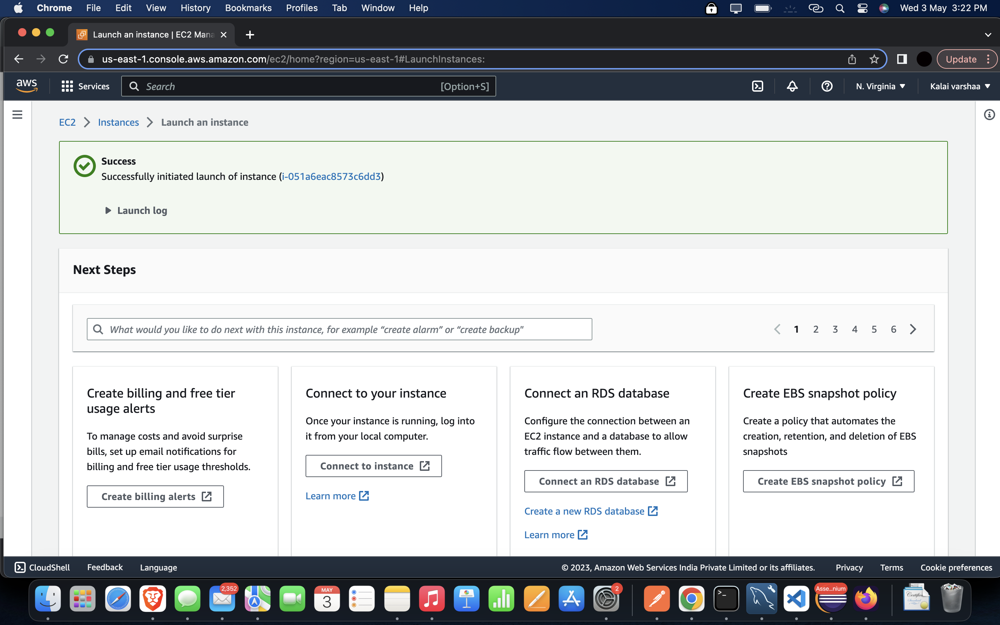 Chrome File Edit View History Bookmarks Profiles Tab Window Help Wed 3 May 3:22 PM
Launch an instance | EC2 Mana
us-east-1.console.aws.amazon.com/ec2/home?region=us-east-1#LaunchInstances: Update
aws Services Search [Option+S] N. Virginia Kalai varshaa
EC2 Instances Launch an instance
Success
Successfully initiated launch of instance (i-051a6eac8573c6dd3)
Launch log
Next Steps
What would you like to do next with this instance, for example “create alarm” or “create backup" 1 2 3 4 5 6
Create billing and free tier
usage alerts
To manage costs and avoid surprise
bills, set up email notifications for
billing and free tier usage thresholds.
Create billing alerts
Connect to your instance
Once your instance is running, log into
it from your local computer.
Connect to instance
Learn more
Connect an RDS database
Configure the connection between an
EC2 instance and a database to allow
traffic flow between them.
Connect an RDS database
Create a new RDS database
Learn more
Create EBS snapshot policy
Create a policy that automates the
creation, retention, and deletion of EBS
snapshots
Create EBS snapshot policy
CloudShell Feedback Language © 2023, Amazon Web Services India Private Limited or its affiliates. Privacy Terms Cookie preferences
2,352 MAY 3 2 Asse...nium